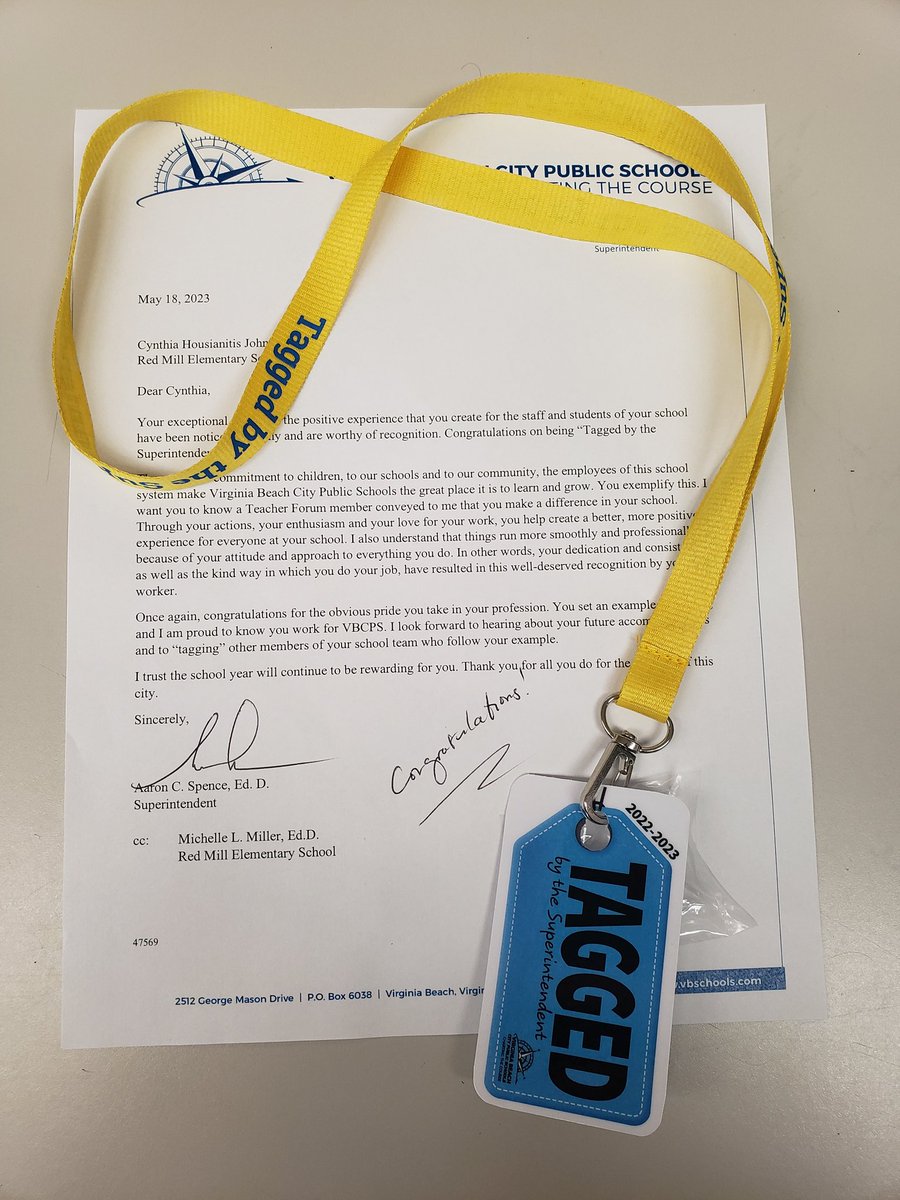 CITY PUBLIC SCHOOLS
THE COURSE
Superintendent
May 18, 2023
Cynthia Housianitis
Red Mill Elementary
Dear Cynthia,
Your exceptional the positive experience that you create for the staff and students of your school
have been and are worthy of recognition. Congratulations on being “Tagged by the
to children, to our schools and to our community, the employees of this school
system make Virginia Beach City Public Schools the great place it is to learn and grow. You exemplify this. I
want you to know a Teacher Forum member conveyed to me that you make a difference in your school.
Through your actions, your enthusiasm and your love for your work, you help create a better, more positive
experience for everyone at your school. I also understand that things run more smoothly and
because of your attitude and approach to everything you do. In other words, your dedication and
as well as the kind way in which you do your job, have resulted in this well-deserved recognition by
worker.
Once again, congratulations for the obvious pride you take in your profession. You set an example
and I am proud to know you work for VBCPS. I look forward to hearing about your future
and to “tagging” other members of your school team who follow your example.
I trust the school year will continue to be rewarding for you. Thank you for all you do for the this
city.
Sincerely,
Congratulations!
Aaron C. Spence, Ed. D.
Superintendent
cc: Michelle L. Miller, Ed.D.
Red Mill Elementary School
47569
2512 George Mason Drive | P.O. Box 6038 | Virginia Beach,
vbschools.com
Tagged by the
2022-2023
TAGGED
by the Superintendent
VIRGINIA BEACH
CITY PUBLIC SCHOOLS